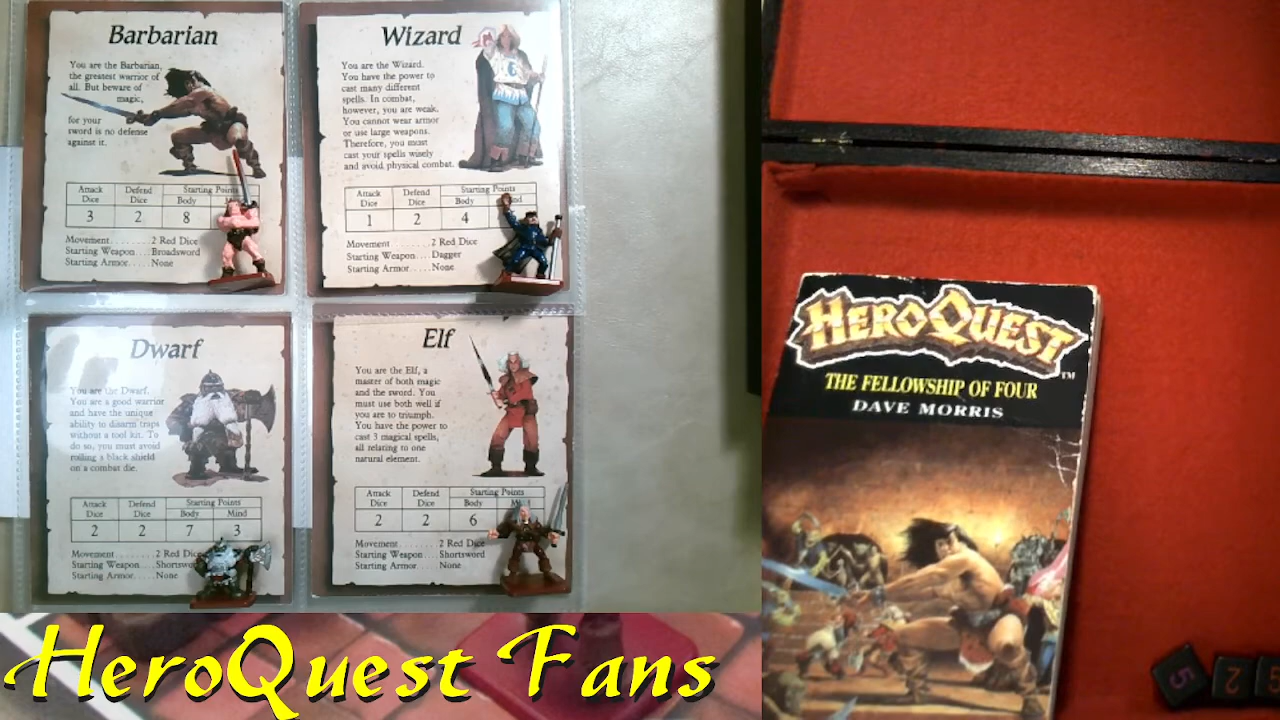 Barbarian
You are the Barbarian,
the greatest warrior of
all. But beware of
magic,
for your
sword is no defense
against it.
Attack Dice Defend Dice Starting Points
Body
3 2 8
Movement........2 Red Dice
Starting Weapon....Broadsword
Starting Armor.....None
Wizard
You are the Wizard.
You have the power to
cast many different
spells. In combat,
however, you are weak.
You cannot wear armor
or use large weapons.
Therefore, you must
cast your spells wisely
and avoid physical combat.
Attack Dice Defend Dice Starting Points
Body
1 2 4
Movement........2 Red Dice
Starting Weapon....Dagger
Starting Armor.....None
Dwarf
You are the Dwarf.
You are a good warrior
and have the unique
ability to disarm traps
without a tool kit. To
do so, you must avoid
rolling a black shield
on a combat die.
Attack Dice Defend Dice Starting Points
Body Mind
2 2 7 3
Movement........2 Red Dice
Starting Weapon....
Starting Armor.....None
Elf
You are the Elf, a
master of both magic
and the sword. You
must use both well if
you are to triumph.
You have the power to
cast 3 magical spells,
all relating to one
natural element.
Attack Dice Defend Dice Starting Points
Body
2 2 6
Movement........2 Red Dice
Starting Weapon....Shortsword
Starting Armor.....None
HeroQuest Fans
HEROQUEST™
THE FELLOWSHIP OF FOUR
DAVE MORRIS
5 2